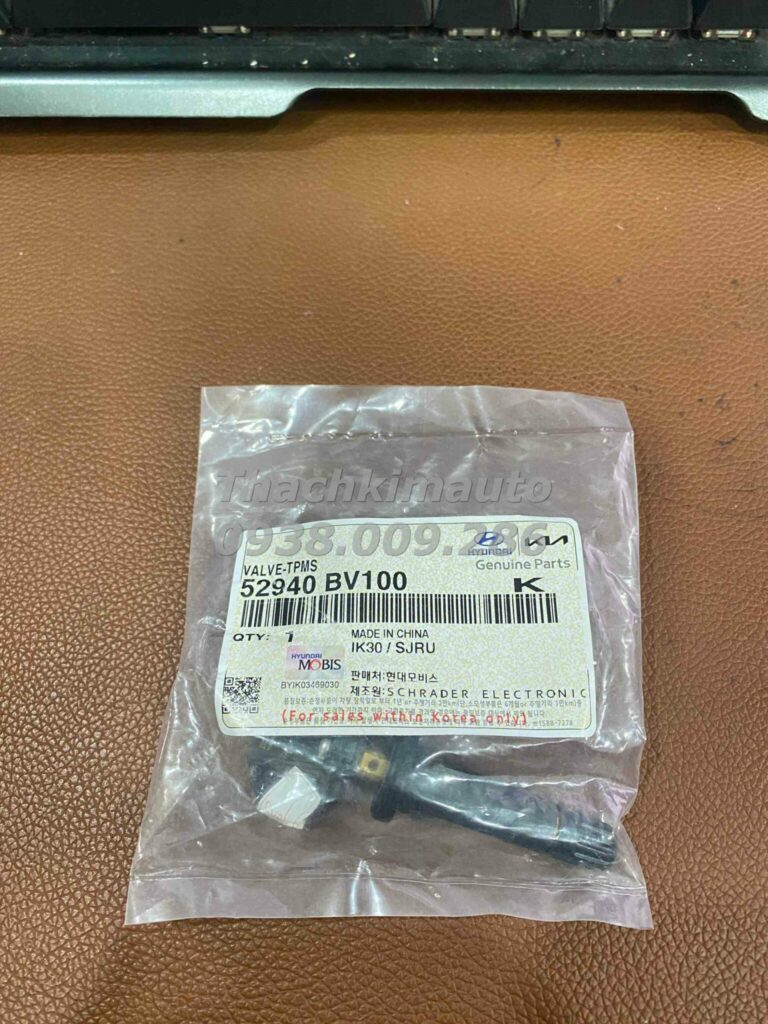 Thachkimauto
0938.009.286
HYUNDAI KIA
Genuine Parts
VALVE-TPMS
52940 BV100
K
QTY: 1
MADE IN CHINA
IK30 / SJRU
HYUNDAI
MOBIS
BYIK03469030
판매처:현대모비스
제조원:SCHRADER ELECTRONIC
(For sales within Korea only)
1588-7278